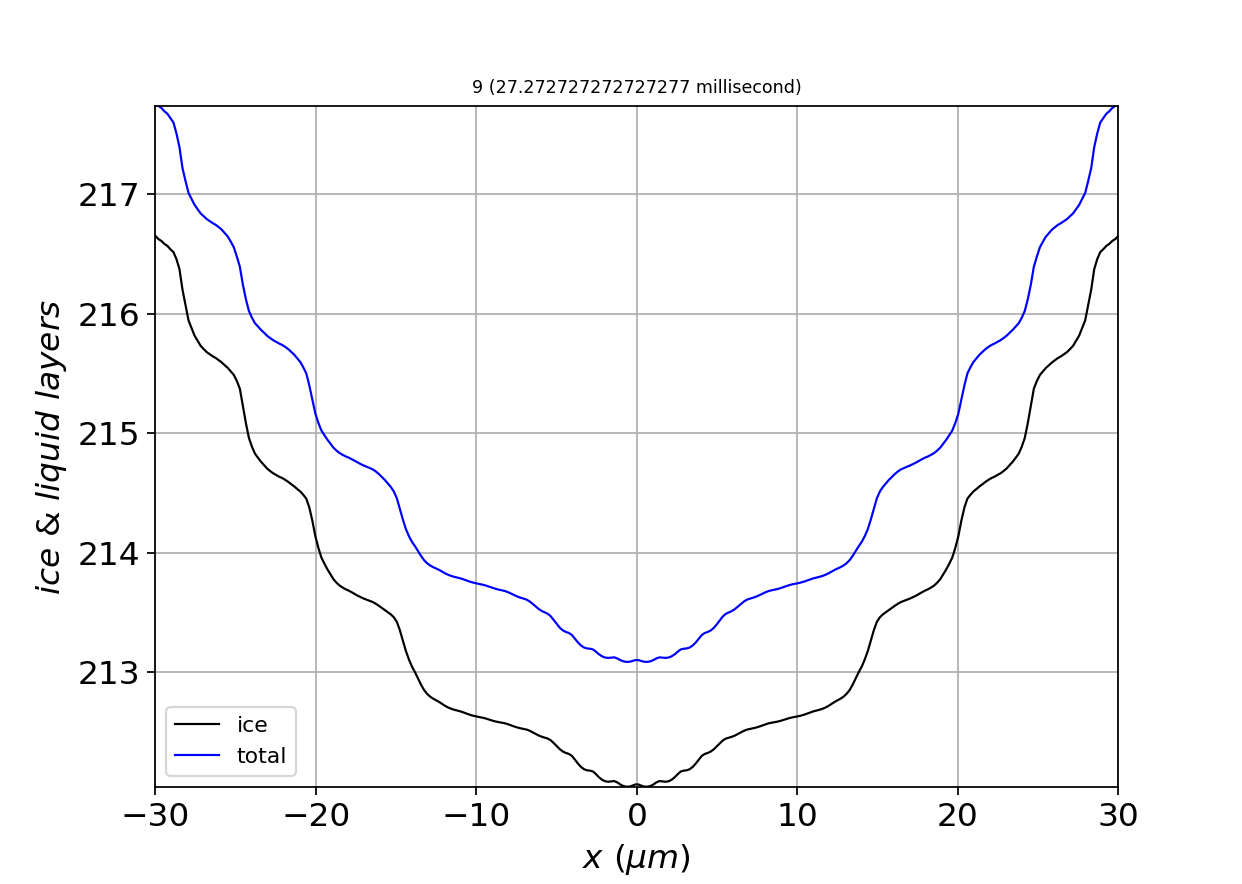 9 (27.272727272727277 millisecond)
ice & liquid layers
217
216
215
214
213
ice
total
−30 −20 −10 0 10 20 30
x (μm)